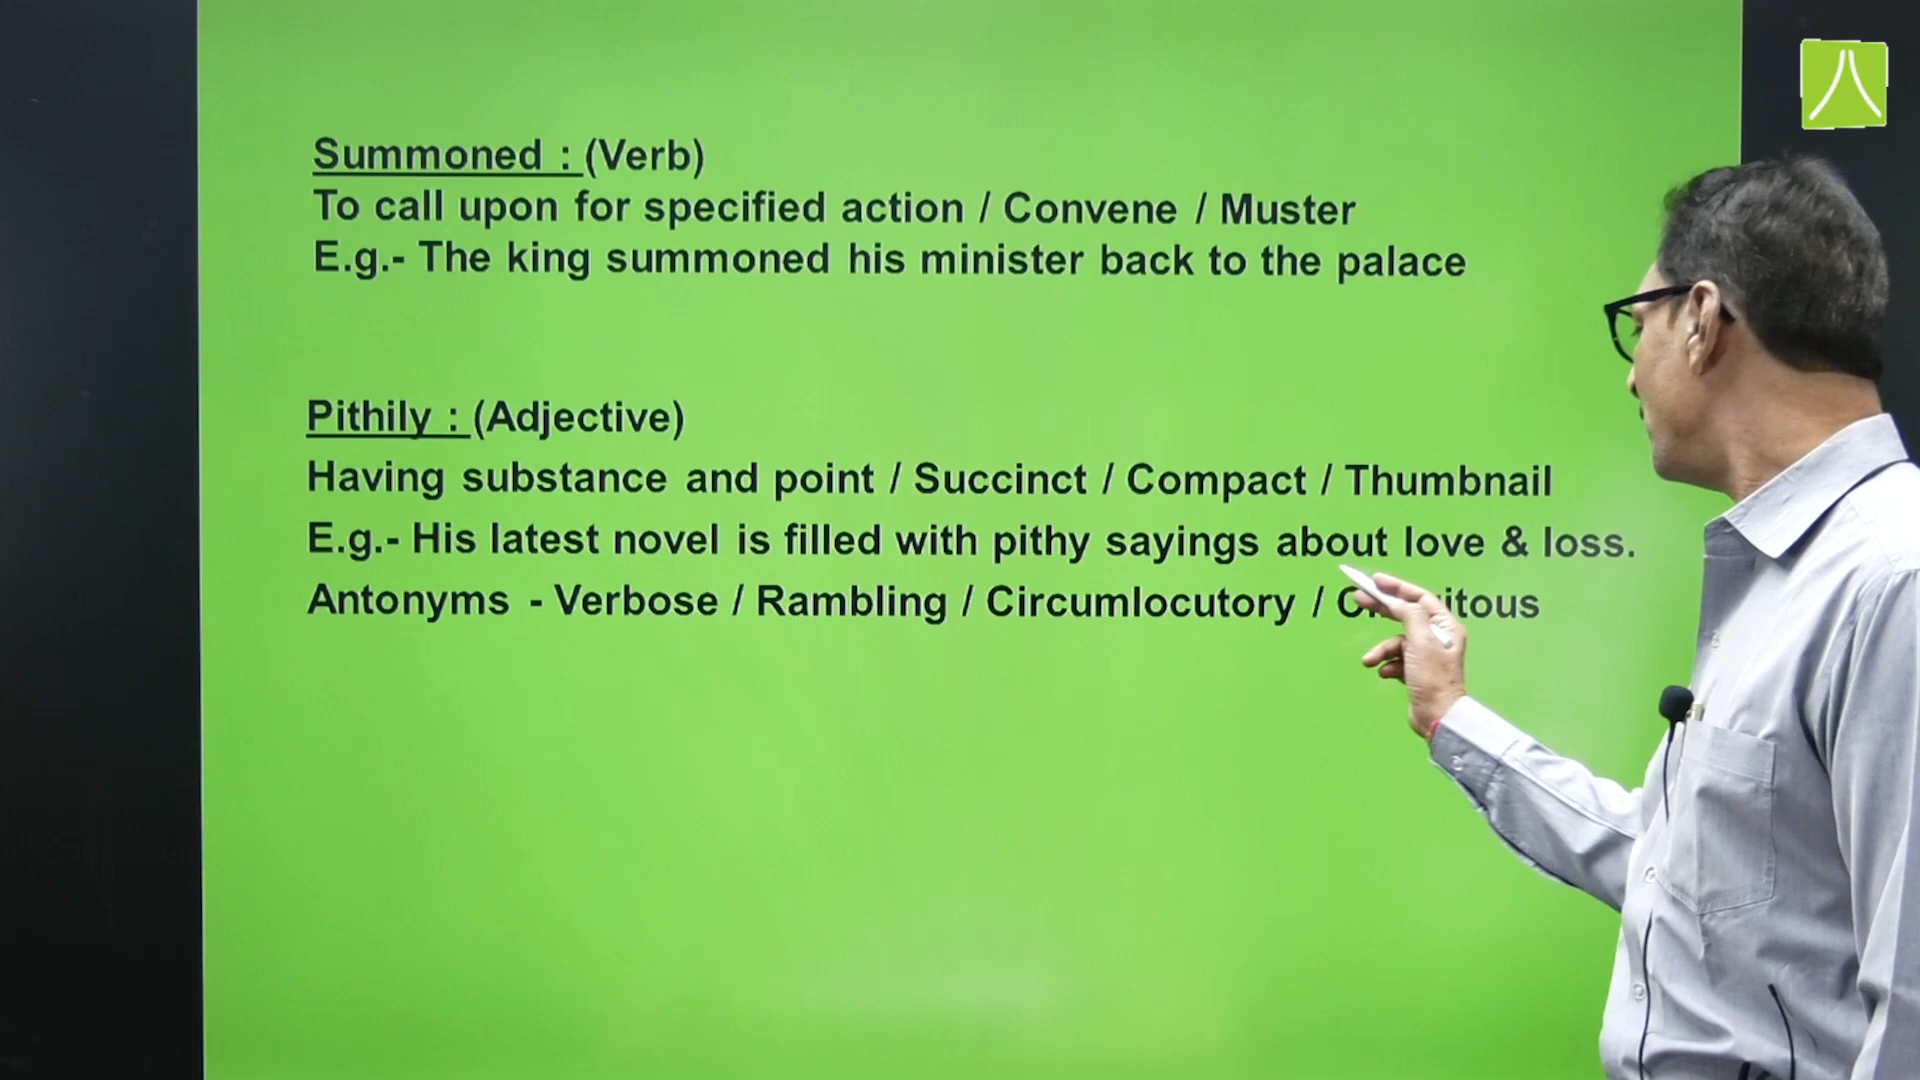 Summoned : (Verb)
To call upon for specified action / Convene / Muster
E.g.- The king summoned his minister back to the palace
Pithily : (Adjective)
Having substance and point / Succinct / Compact / Thumbnail
E.g.- His latest novel is filled with pithy sayings about love & loss.
Antonyms - Verbose / Rambling / Circumlocutory /